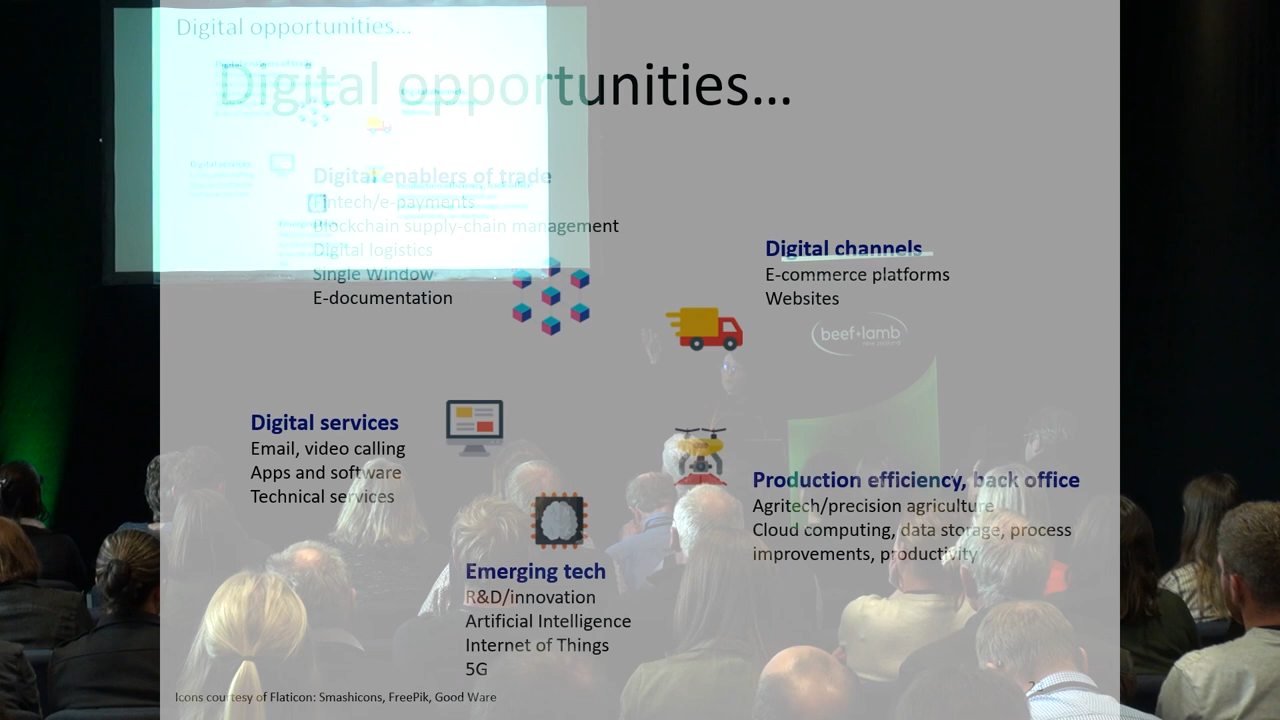 Digital opportunities...
Digital opportunities...
Digital enablers of trade
Fintech/e-payments
Blockchain supply-chain management
Digital logistics
Single Window
E-documentation
Digital channels
E-commerce platforms
Websites
beef+lamb
new zealand
Digital services
Email, video calling
Apps and software
Technical services
Production efficiency, back office
Agritech/precision agriculture
Cloud computing, data storage, process
improvements, productivity
Emerging tech
R&D/innovation
Artificial Intelligence
Internet of Things
5G
Icons courtesy of Flaticon: Smashicons, FreePik, Good Ware